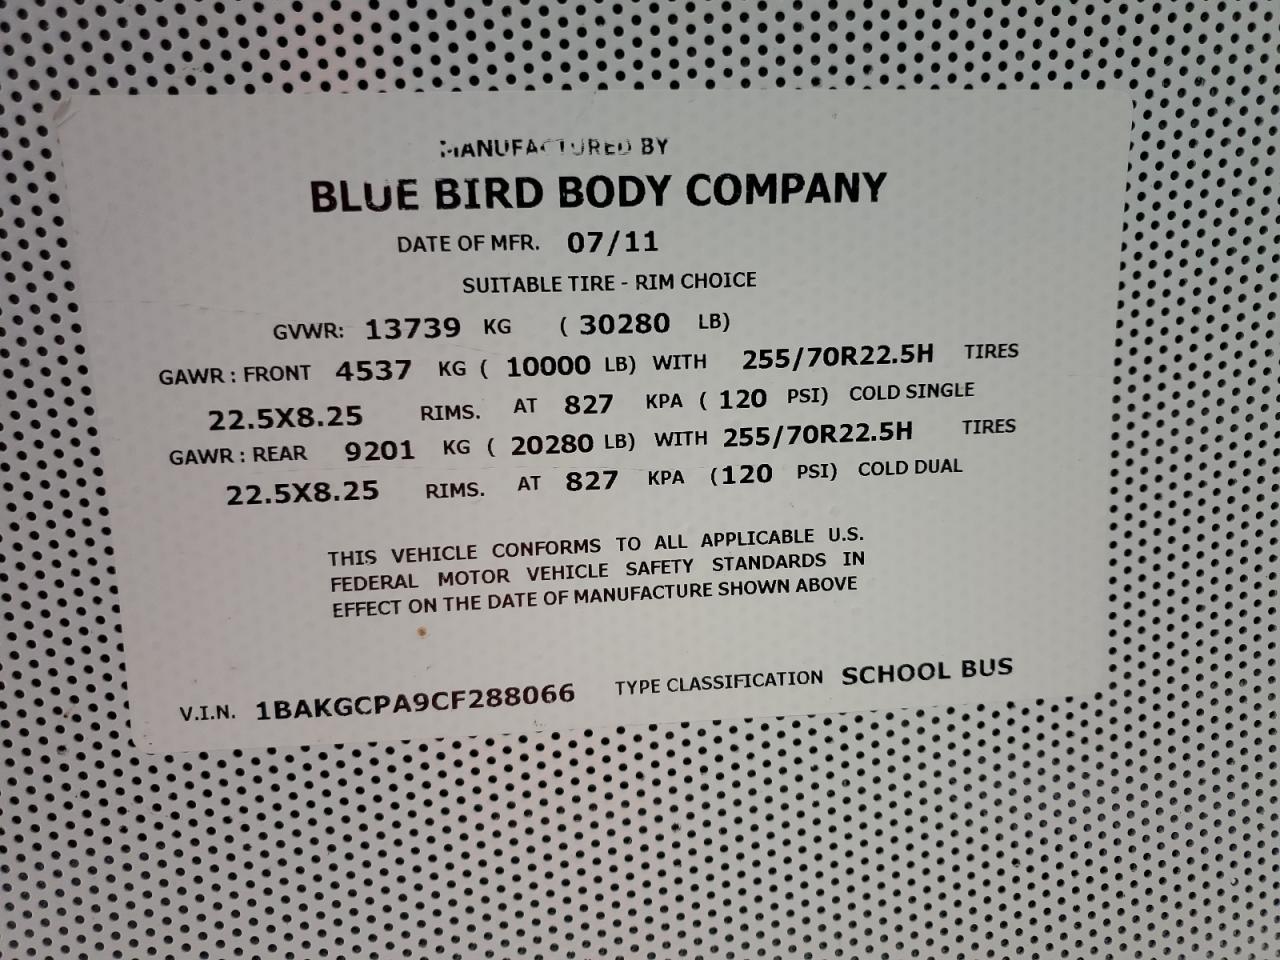 MANUFACTURED BY
BLUE BIRD BODY COMPANY
DATE OF MFR. 07/11
SUITABLE TIRE - RIM CHOICE
GVWR: 13739 KG ( 30280 LB)
GAWR : FRONT 4537 KG ( 10000 LB) WITH 255/70R22.5H TIRES
22.5X8.25 RIMS. AT 827 KPA ( 120 PSI) COLD SINGLE
GAWR : REAR 9201 KG ( 20280 LB) WITH 255/70R22.5H TIRES
22.5X8.25 RIMS. AT 827 KPA (120 PSI) COLD DUAL
THIS VEHICLE CONFORMS TO ALL APPLICABLE U.S.
FEDERAL MOTOR VEHICLE SAFETY STANDARDS IN
EFFECT ON THE DATE OF MANUFACTURE SHOWN ABOVE
V.I.N. 1BAKGCPA9CF288066 TYPE CLASSIFICATION SCHOOL BUS